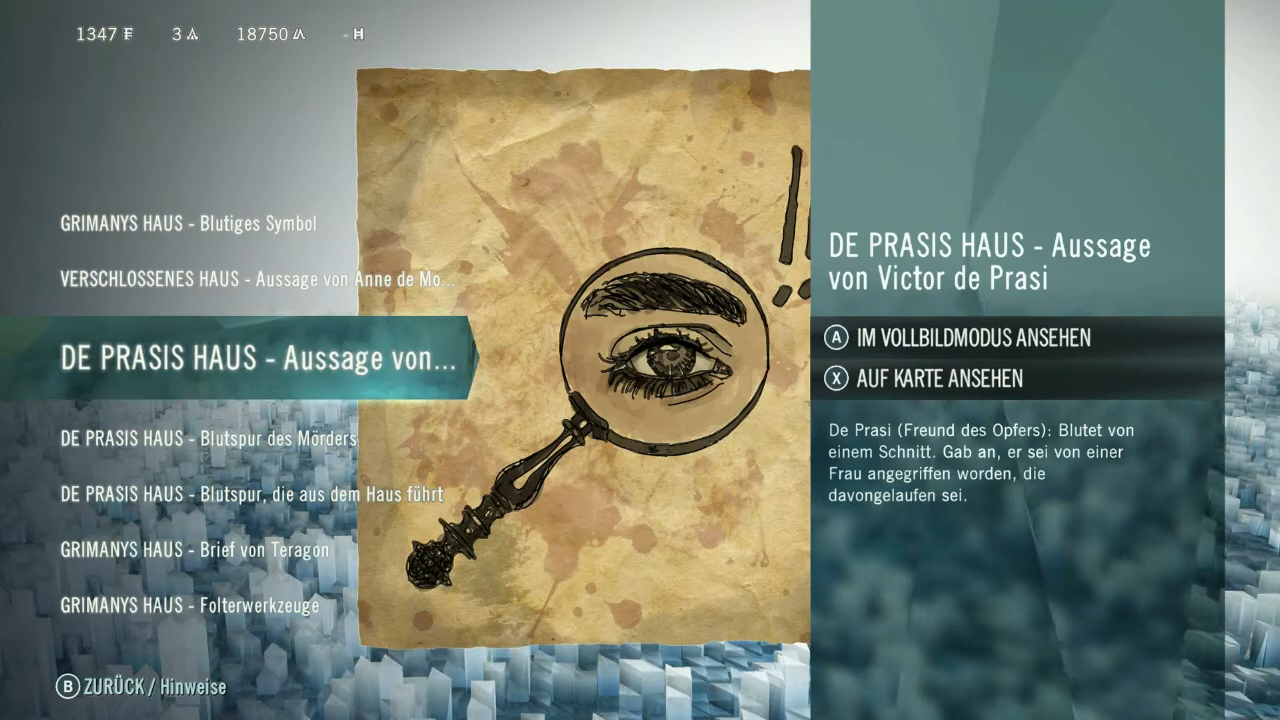 1347 3 18750 - H
GRIMANYS HAUS - Blutiges Symbol
VERSCHLOSSENES HAUS - Aussage von Anne de Mo...
DE PRASIS HAUS - Aussage von...
DE PRASIS HAUS - Blutspur des Mörders
DE PRASIS HAUS - Blutspur, die aus dem Haus führt
GRIMANYS HAUS - Brief von Teragon
GRIMANYS HAUS - Folterwerkzeuge
B ZURÜCK / Hinweise
!!
DE PRASIS HAUS - Aussage
von Victor de Prasi
A IM VOLLBILDMODUS ANSEHEN
X AUF KARTE ANSEHEN
De Prasi (Freund des Opfers): Blutet von
einem Schnitt. Gab an, er sei von einer
Frau angegriffen worden, die
davongelaufen sei.